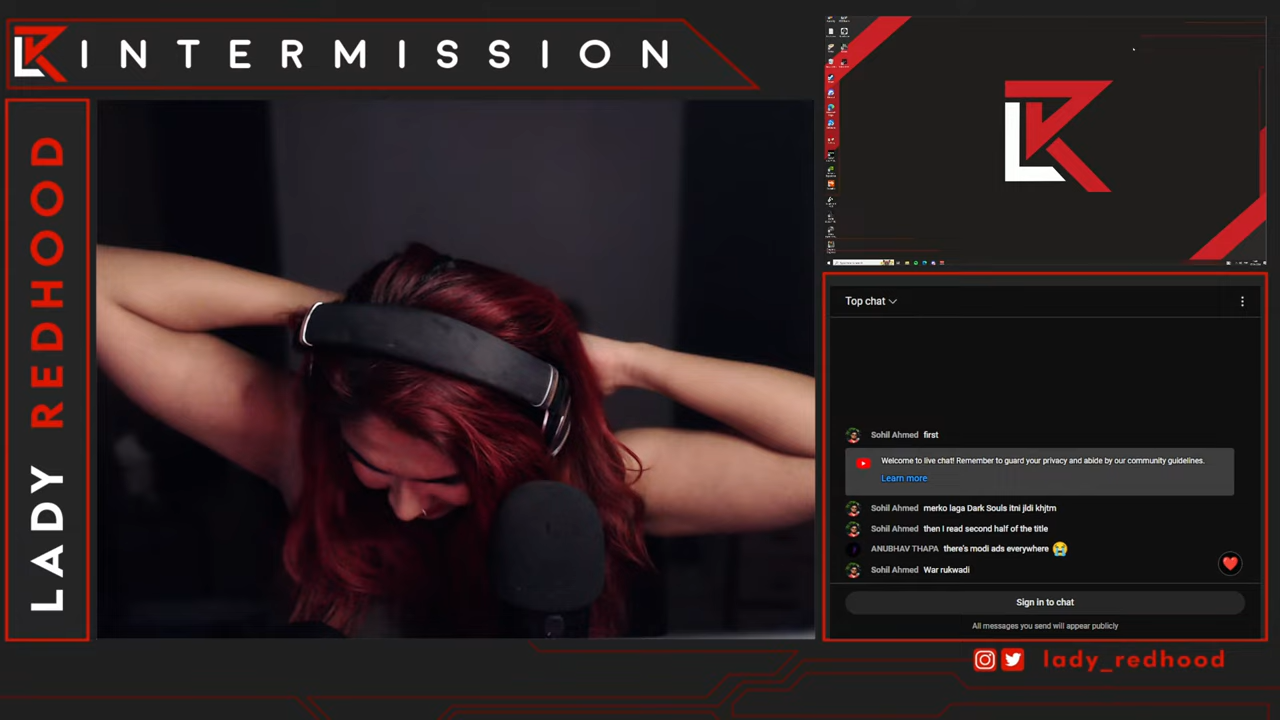 INTERMISSION
LADY REDHOOD
Top chat
Sohil Ahmed first
Welcome to live chat! Remember to guard your privacy and abide by our community guidelines.
Learn more
Sohil Ahmed merko laga Dark Souls itni jldi khjtm
Sohil Ahmed then I read second half of the title
ANUBHAV THAPA there's modi ads everywhere 😭
Sohil Ahmed War rukwadi
Sign in to chat
All messages you send will appear publicly
lady_redhood